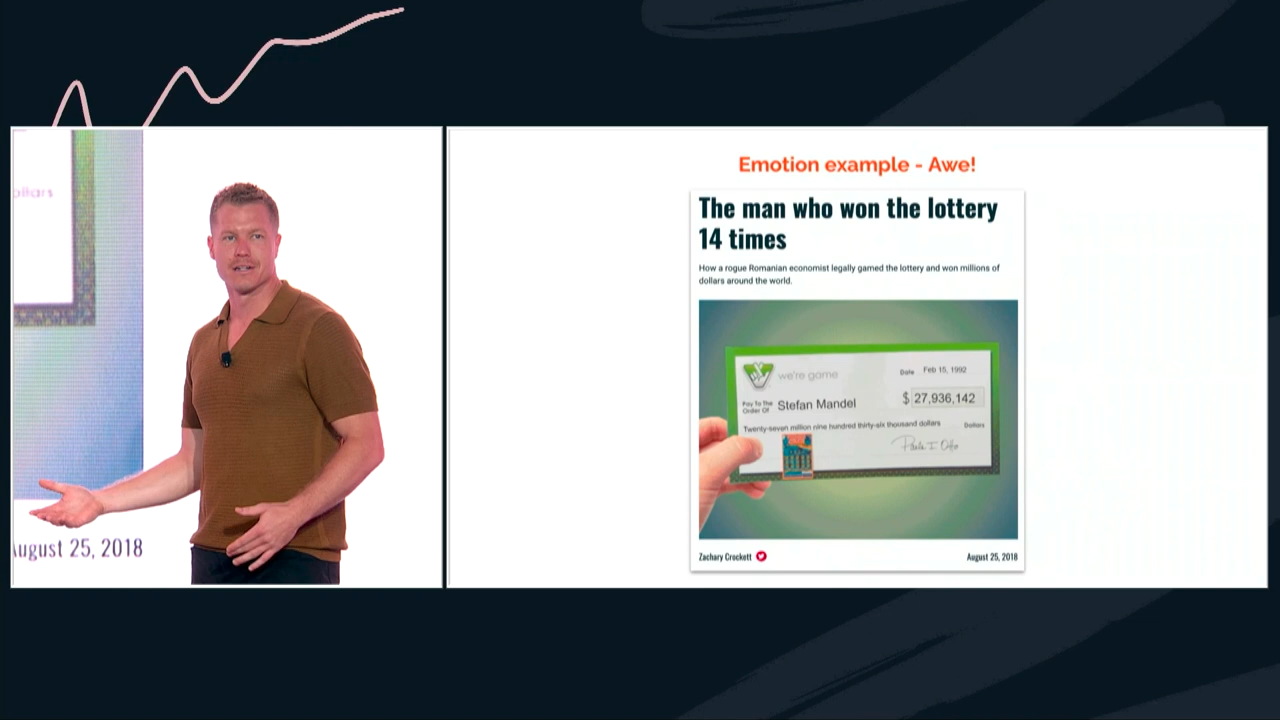 ollars
August 25, 2018
Emotion example - Awe!
The man who won the lottery
14 times
How a rogue Romanian economist legally gamed the lottery and won millions of
dollars around the world.
we're game
Date Feb 15, 1992
$ 27,936,142
Pay To The
Order Of Stefan Mandel
Twenty-seven million nine hundred thirty-six thousand dollars Dollars
Zachary Crockett
August 25, 2018